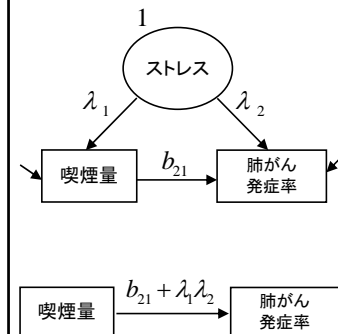 1
ストレス
λ₁
λ₂
喫煙量
b₂₁
肺がん
発症率
喫煙量
b₂₁ + λ₁λ₂
肺がん
発症率